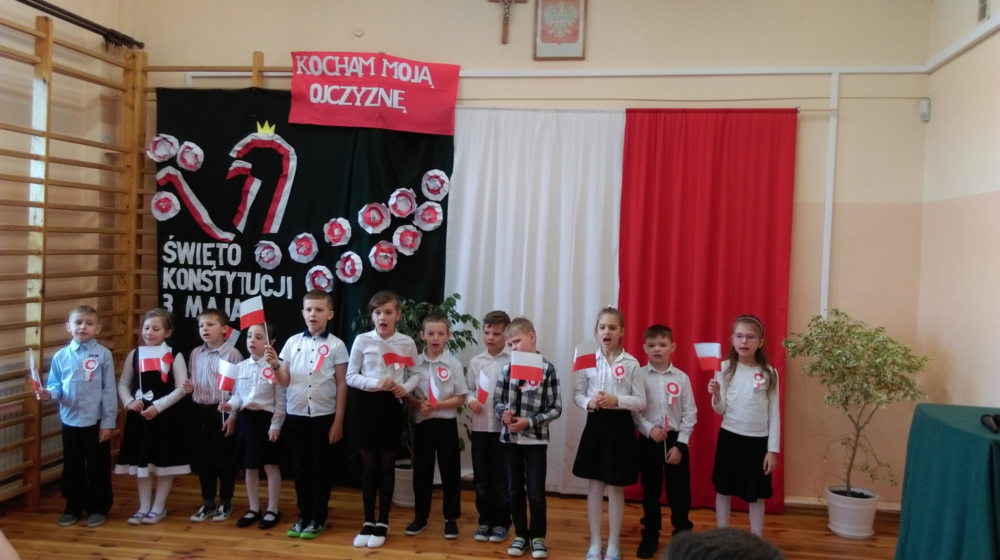 KOCHAM MOJĄ
OJCZYZNĘ
ŚWIĘTO
KONSTYTUCJI
3 MAJA